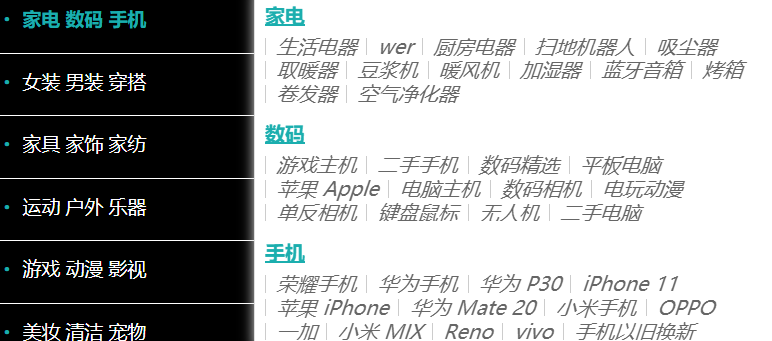 家电 数码 手机
女装 男装 穿搭
家具 家饰 家纺
运动 户外 乐器
游戏 动漫 影视
美妆 清洁 宠物
家电
生活电器 wer 厨房电器 扫地机器人 吸尘器
取暖器 豆浆机 暖风机 加湿器 蓝牙音箱 烤箱
卷发器 空气净化器
数码
游戏主机 二手手机 数码精选 平板电脑
苹果 Apple 电脑主机 数码相机 电玩动漫
单反相机 键盘鼠标 无人机 二手电脑
手机
荣耀手机 华为手机 华为 P30 iPhone 11
苹果 iPhone 华为 Mate 20 小米手机 OPPO
一加 小米 MIX Reno vivo 手机以旧换新